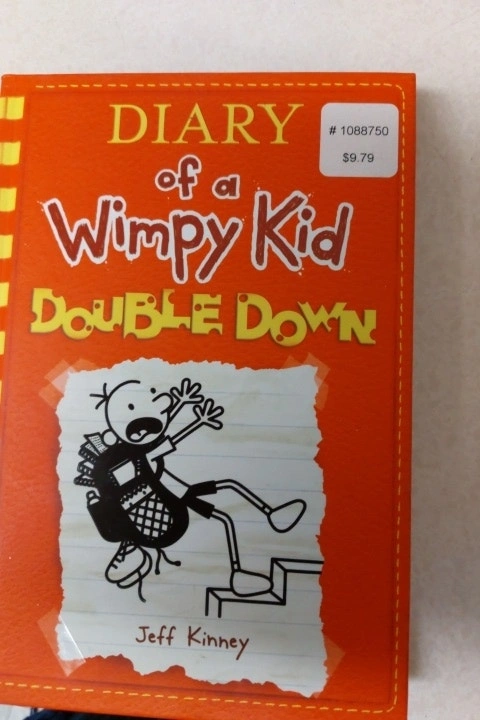 DIARY
# 1088750
$9.79
of a
Wimpy Kid
DOUBLE DOWN
Jeff Kinney